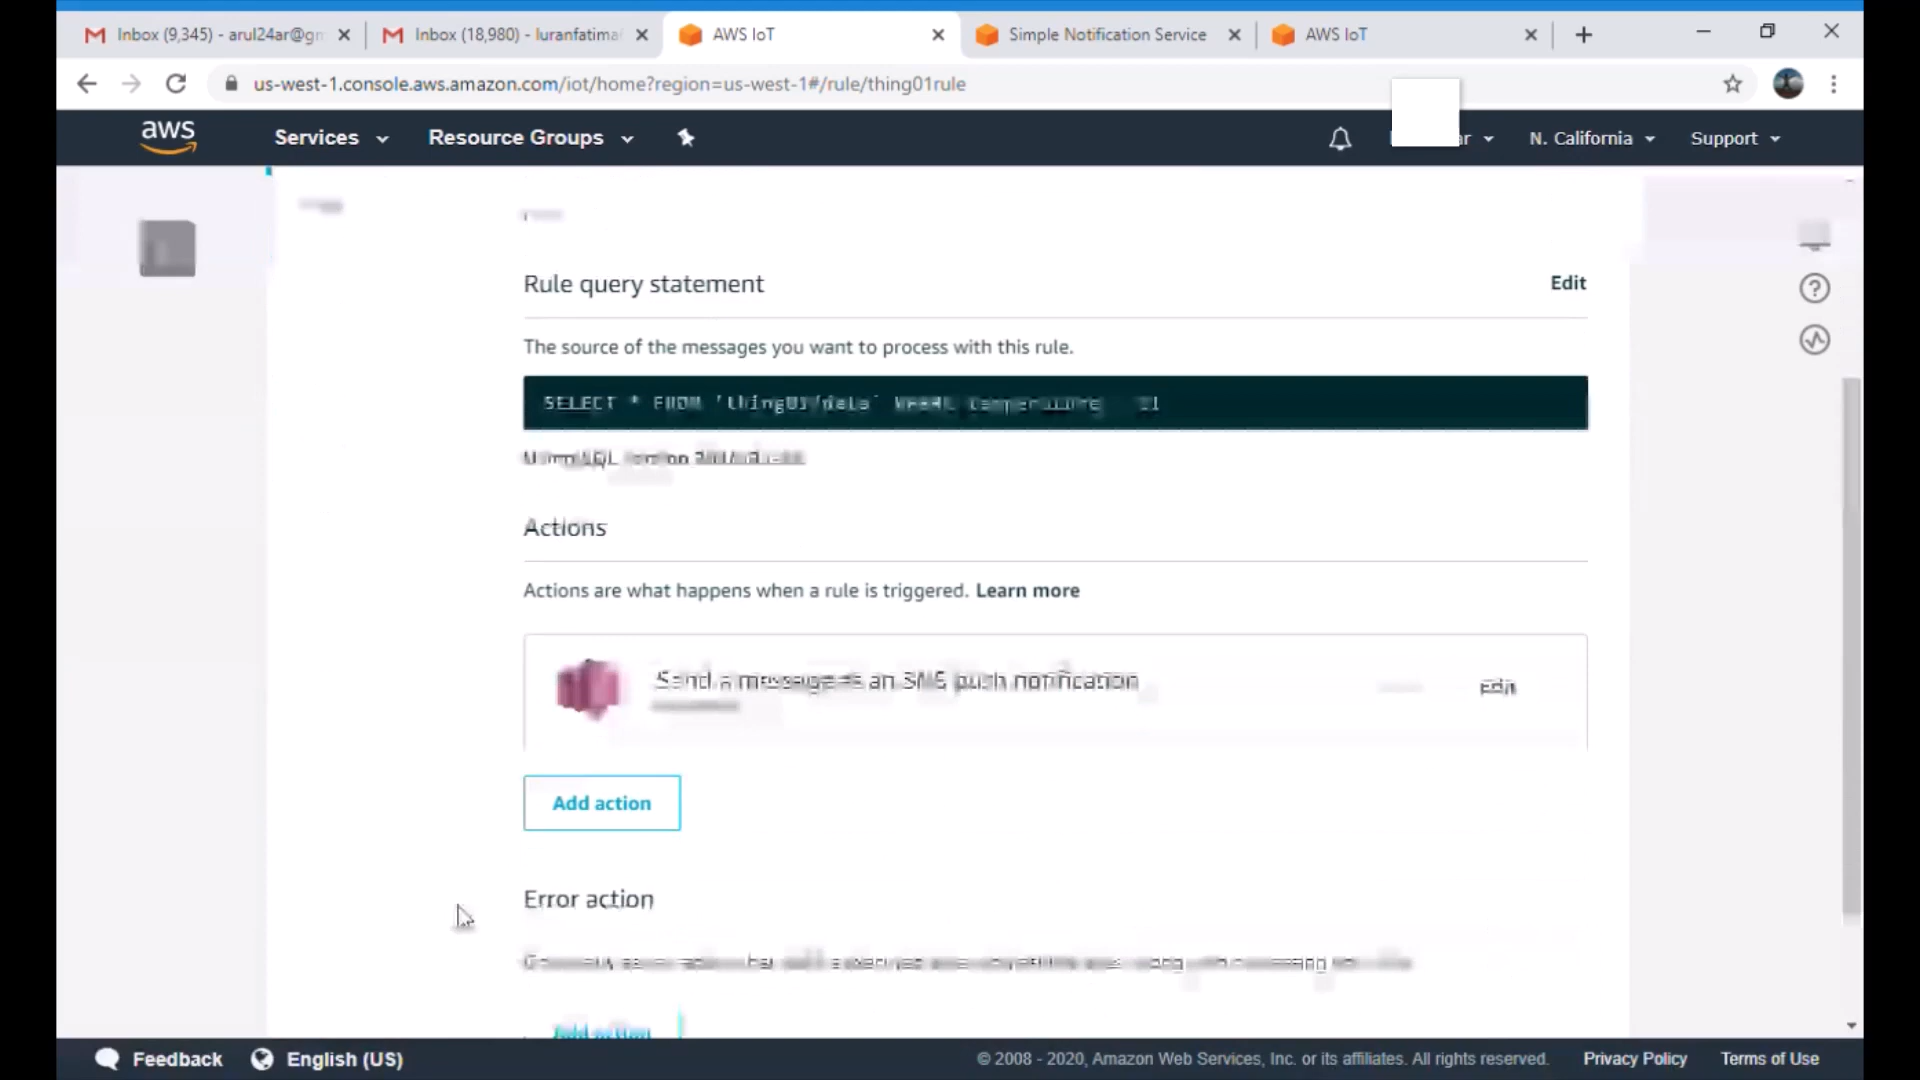 Inbox (9,345) - arul24ar@gm
Inbox (18,980) - luranfatima
AWS IoT
Simple Notification Service
AWS IoT
us-west-1.console.aws.amazon.com/iot/home?region=us-west-1#/rule/thing01rule
aws
Services
Resource Groups
N. California
Support
Rule query statement
Edit
The source of the messages you want to process with this rule.
SELECT * FROM 'thing01/data' WHERE temperature
Actions
Actions are what happens when a rule is triggered. Learn more
Send a message as an SNS push notification
Edit
Add action
Error action
Add action
Feedback
English (US)
© 2008 - 2020, Amazon Web Services, Inc. or its affiliates. All rights reserved.
Privacy Policy
Terms of Use